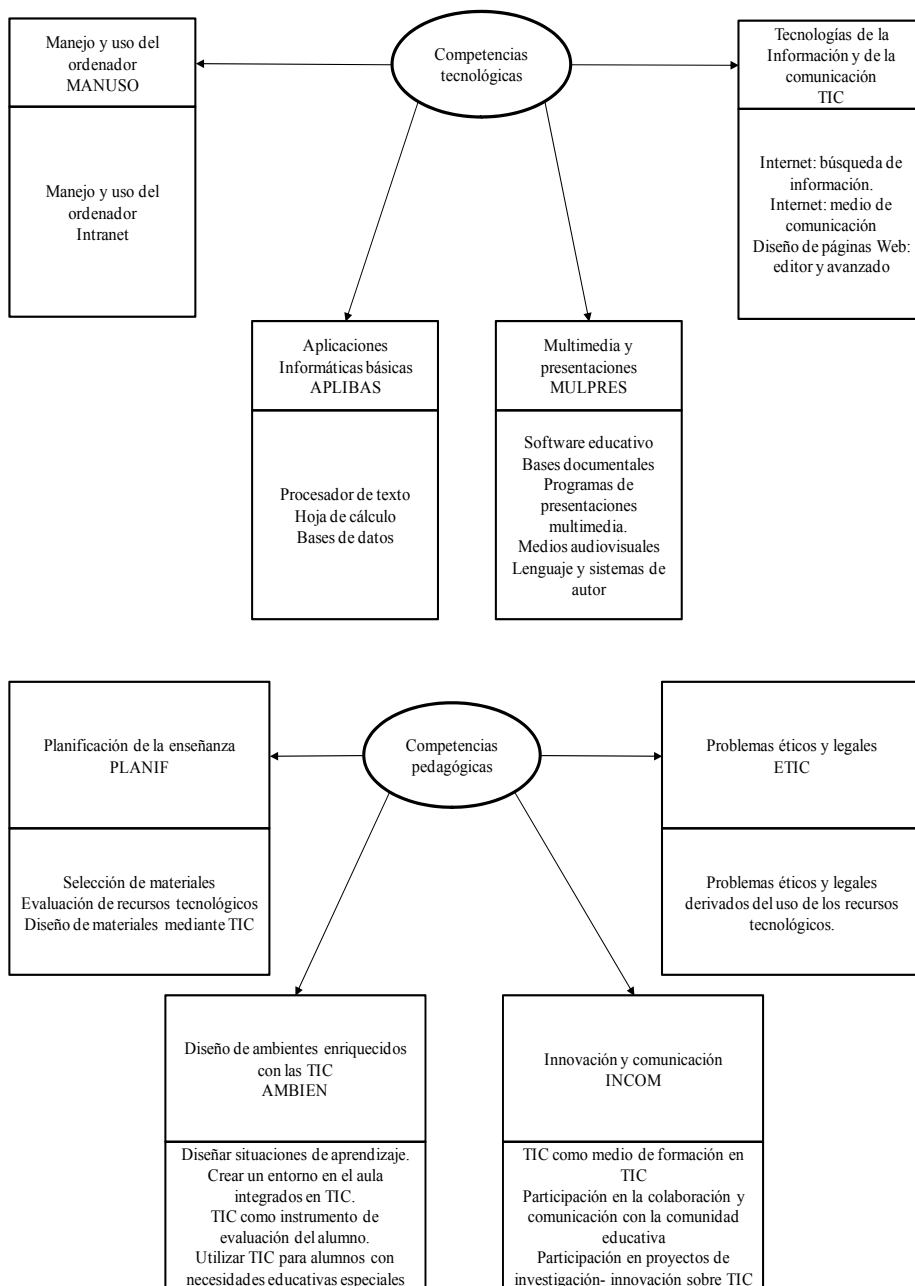 Manejo y uso del
ordenador
MANUSO
Manejo y uso del
ordenador
Intranet
Competencias
tecnológicas
Tecnologías de la
Información y de la
comunicación
TIC
Internet: búsqueda de
información.
Internet: medio de
comunicación
Diseño de páginas Web:
editor y avanzado
Aplicaciones
Informáticas básicas
APLIBAS
Procesador de texto
Hoja de cálculo
Bases de datos
Multimedia y
presentaciones
MULPRES
Software educativo
Bases documentales
Programas de
presentaciones
multimedia.
Medios audiovisuales
Lenguaje y sistemas de
autor
Planificación de la enseñanza
PLANIF
Selección de materiales
Evaluación de recursos tecnológicos
Diseño de materiales mediante TIC
Competencias
pedagógicas
Problemas éticos y legales
ETIC
Problemas éticos y legales
derivados del uso de los recursos
tecnológicos.
Diseño de ambientes enriquecidos
con las TIC
AMBIEN
Diseñar situaciones de aprendizaje.
Crear un entorno en el aula
integrados en TIC.
TIC como instrumento de
evaluación del alumno.
Utilizar TIC para alumnos con
necesidades educativas especiales
Innovación y comunicación
INCOM
TIC como medio de formación en
TIC
Participación en la colaboración y
comunicación con la comunidad
educativa
Participación en proyectos de
investigación- innovación sobre TIC